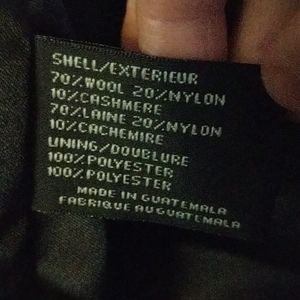 SHELL/EXTERIEUR
70%WOOL 20%NYLON
10%CASHMERE
70%LAINE 20%NYLON
10%CACHEMIRE
LINING/DOUBLURE
100%POLYESTER
100%POLYESTER
MADE IN GUATEMALA
FABRIQUE AU GUATEMALA